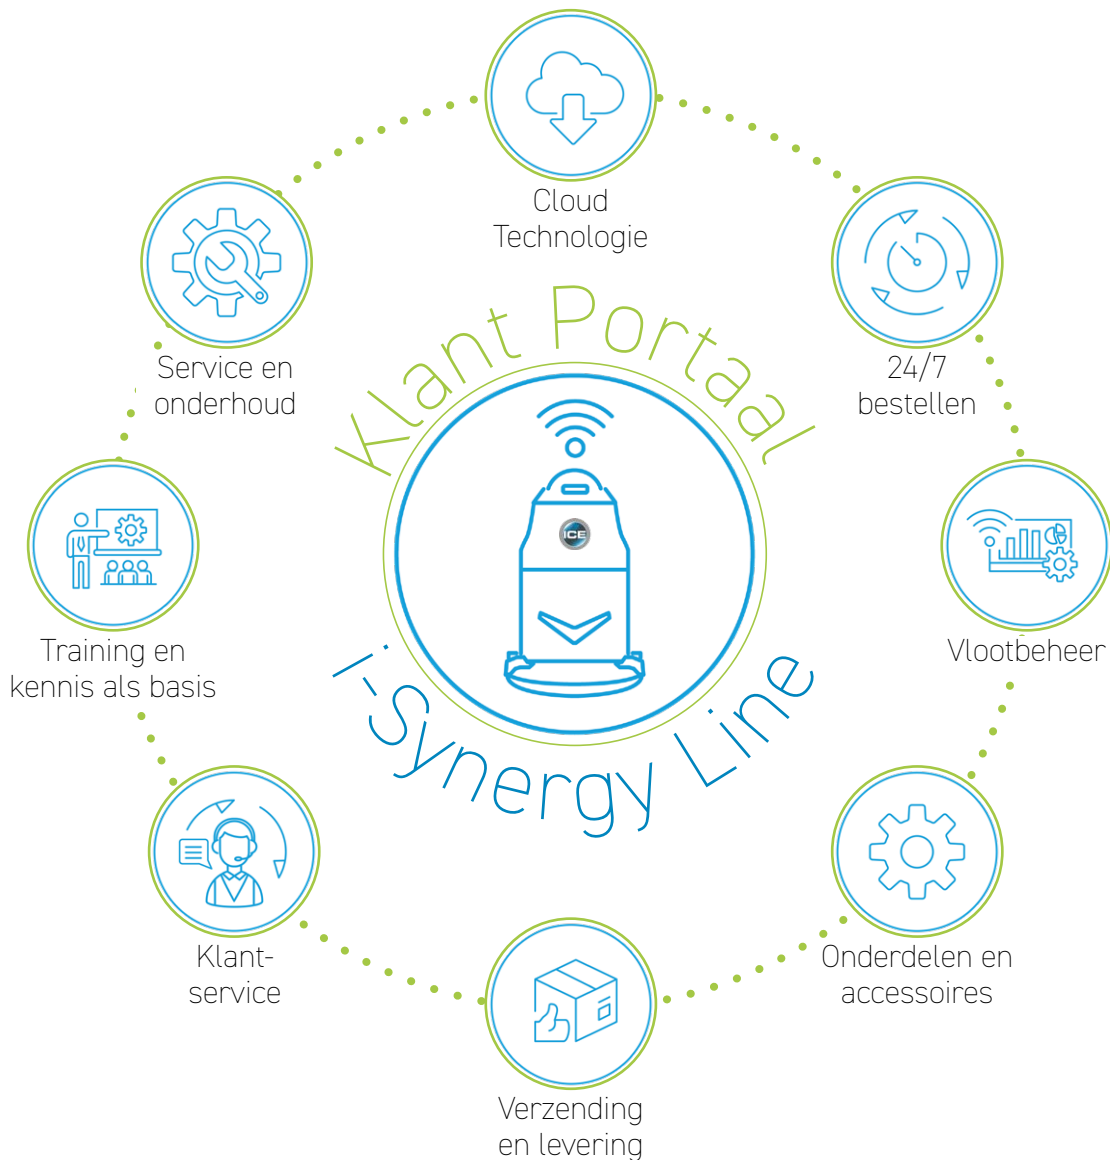 Cloud
Technologie
Service en
onderhoud
24/7
bestellen
Klant Portaal
iCE
Training en
kennis als basis
Vlootbeheer
i-Synergy Line
Klant-
service
Onderdelen en
accessoires
Verzending
en levering